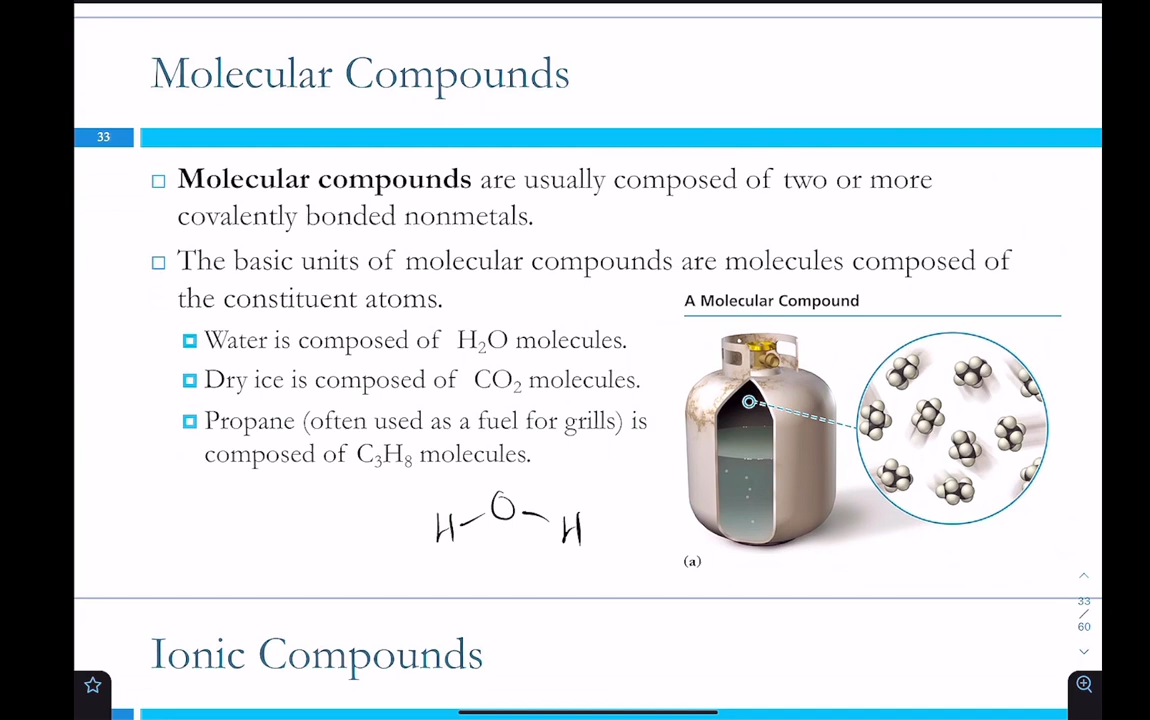 Molecular Compounds
33
Molecular compounds are usually composed of two or more
covalently bonded nonmetals.
The basic units of molecular compounds are molecules composed of
the constituent atoms.
Water is composed of H₂O molecules.
Dry ice is composed of CO₂ molecules.
Propane (often used as a fuel for grills) is
composed of C₃H₈ molecules.
A Molecular Compound
(a)
H-O-H
33
/
60
Ionic Compounds